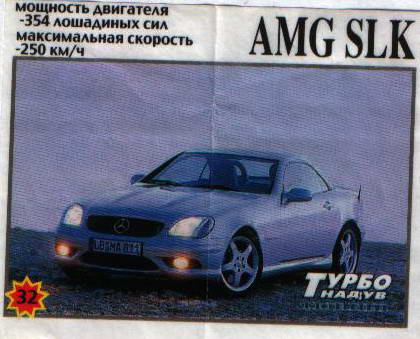 мощность двигателя
-354 лошадиных сил
максимальная скорость
-250 км/ч
AMG SLK
ТУРБО
НАДУВ
32